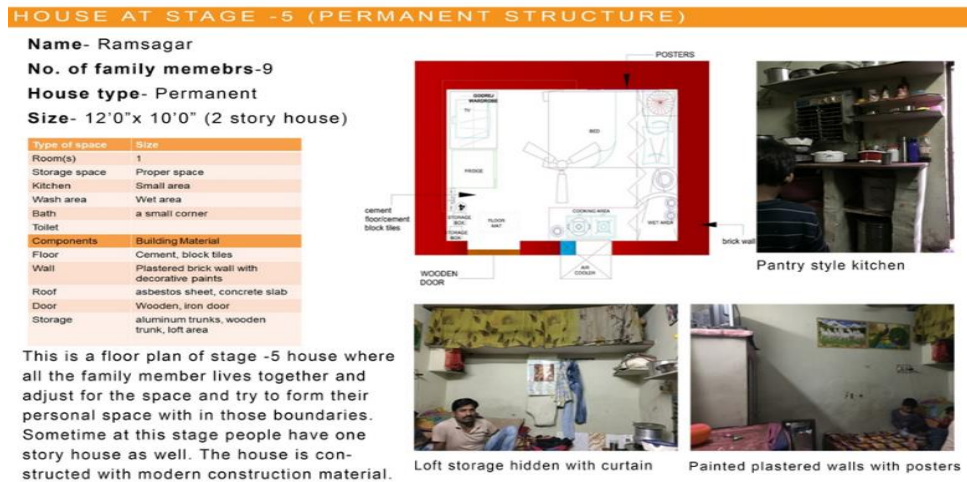 HOUSE AT STAGE -5 (PERMANENT STRUCTURE)
Name- Ramsagar
No. of family memebrs-9
House type- Permanent
Size- 12'0"x 10'0" (2 story house)
Type of space Size
Room(s) 1
Storage space Proper space
Kitchen Small area
Wash area Wet area
Bath a small corner
Toilet
Components Building Material
Floor Cement, block tiles
Wall Plastered brick wall with
decorative paints
Roof asbestos sheet, concrete slab
Door Wooden, iron door
Storage aluminum trunks, wooden
trunk, loft area
This is a floor plan of stage -5 house where
all the family member lives together and
adjust for the space and try to form their
personal space with in those boundaries.
Sometime at this stage people have one
story house as well. The house is con-
structed with modern construction material.
POSTERS
GODREJ
WARDROBE
TV
BED
FRIDGE
cement
floor/cement
block tiles
STORAGE
BOX
STORAGE
BOX
FLOOR
MAT
COOKING AREA
WET AREA
brick wall
WOODEN
DOOR
AIR
COOLER
Pantry style kitchen
Loft storage hidden with curtain
Painted plastered walls with posters